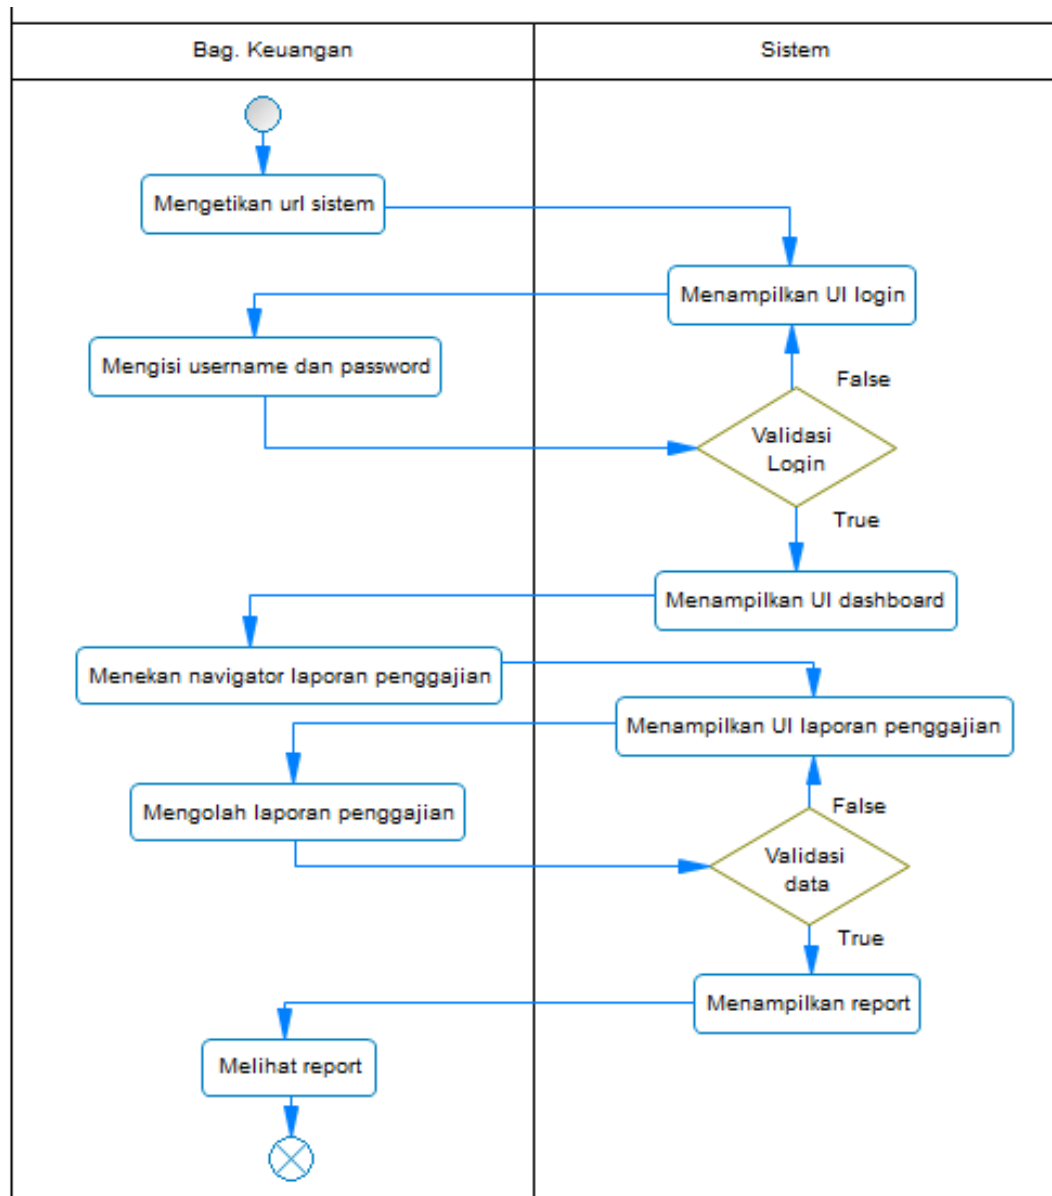 Bag. Keuangan
Sistem
Mengetikan url sistem
Menampilkan UI login
Mengisi username dan password
False
Validasi
Login
True
Menampilkan UI dashboard
Menekan navigator laporan penggajian
Menampilkan UI laporan penggajian
Mengolah laporan penggajian
False
Validasi
data
True
Menampilkan report
Melihat report